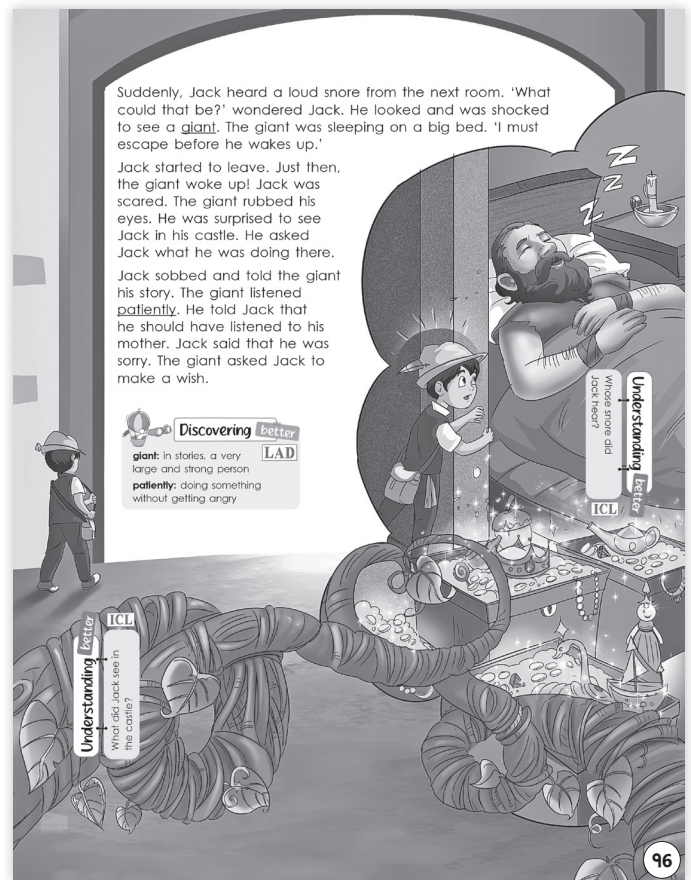 Suddenly, Jack heard a loud snore from the next room. ‘What
could that be?’ wondered Jack. He looked and was shocked
to see a giant. The giant was sleeping on a big bed. ‘I must
escape before he wakes up.’
Jack started to leave. Just then,
the giant woke up! Jack was
scared. The giant rubbed his
eyes. He was surprised to see
Jack in his castle. He asked
Jack what he was doing there.
Jack sobbed and told the giant
his story. The giant listened
patiently. He told Jack that
he should have listened to his
mother. Jack said that he was
sorry. The giant asked Jack to
make a wish.
z
z
z
Discovering better
LAD
giant: in stories, a very
large and strong person
patiently: doing something
without getting angry
Understanding better
Whose snore did
Jack hear?
ICL
Understanding better
What did Jack see in
the castle?
ICL
96